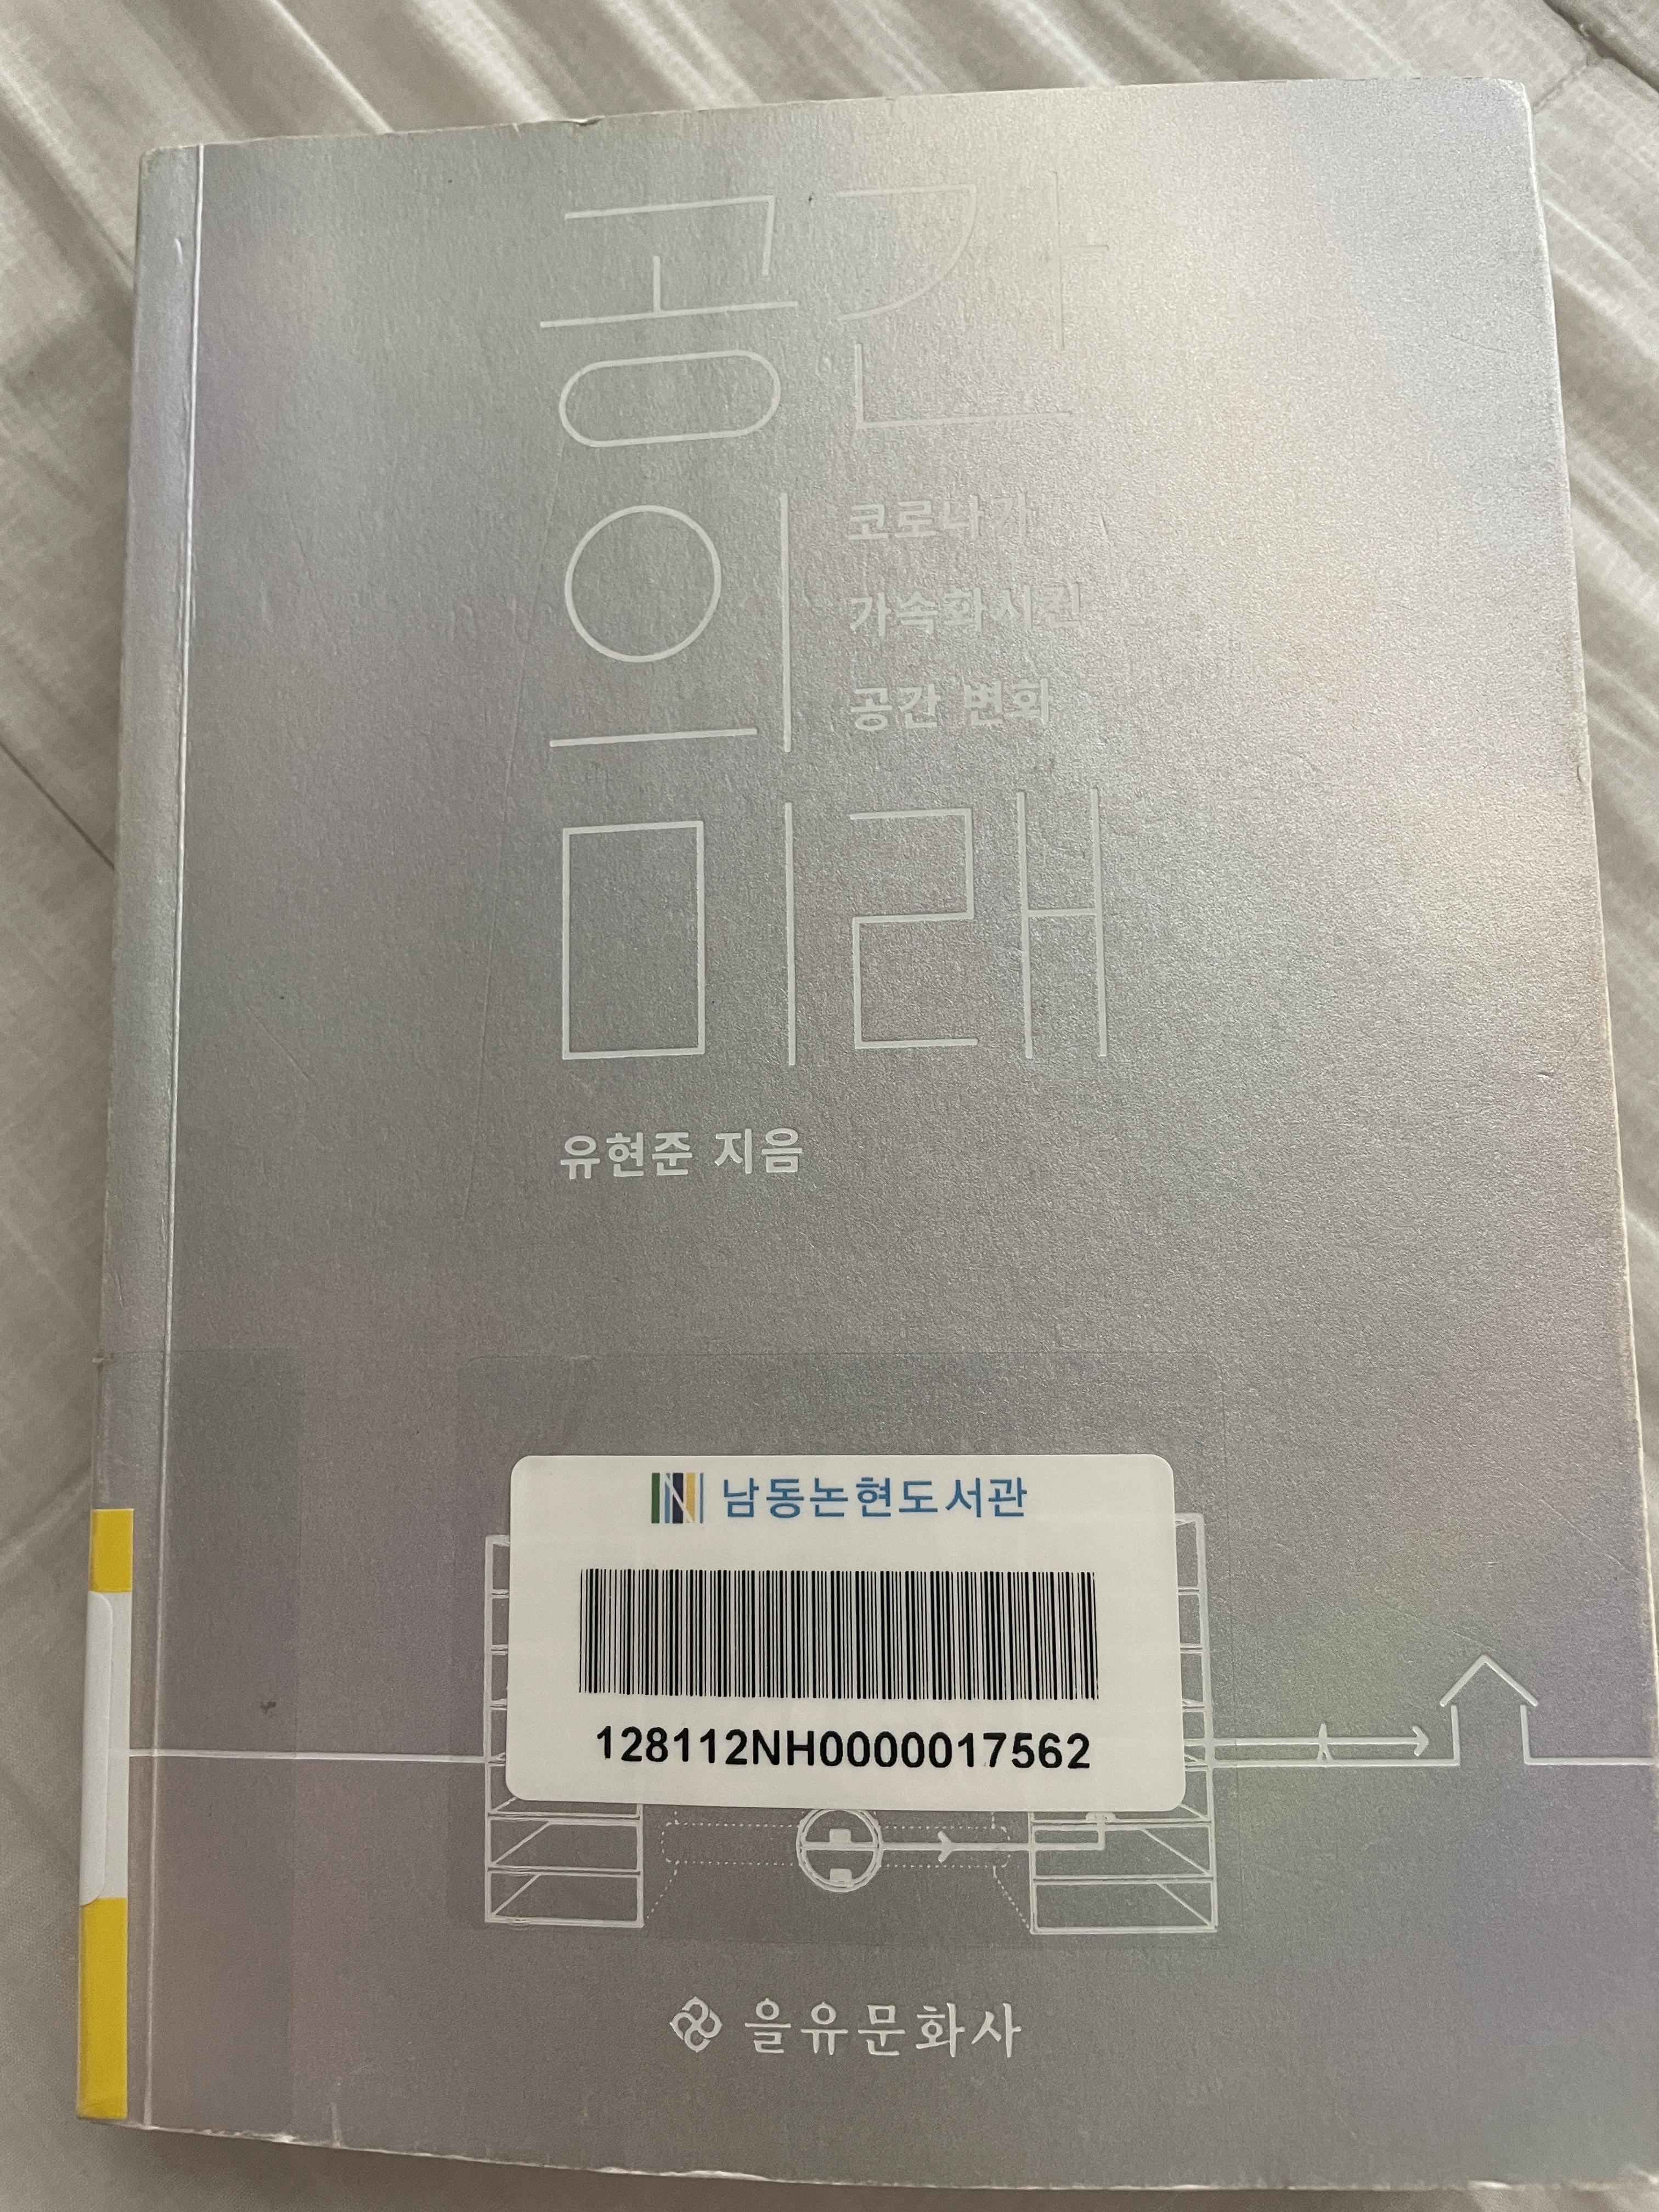 공간
의
미래
코로나가
가속화시킨
공간 변화
유현준 지음
남동논현도서관
128112NH0000017562
을유문화사